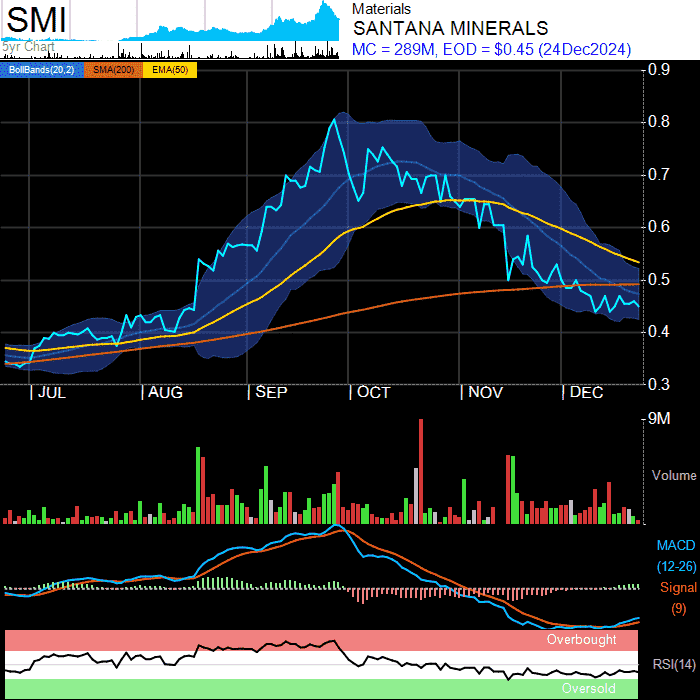 SMI
5yr Chart
Materials
SANTANA MINERALS
MC = 289M, EOD = $0.45 (24Dec2024)
BollBands(20,2) SMA(200) EMA(50)
0.9
0.8
0.7
0.6
0.5
0.4
0.3
JUL AUG SEP OCT NOV DEC
9M
Volume
MACD
(12-26)
Signal
(9)
Overbought
RSI(14)
Oversold